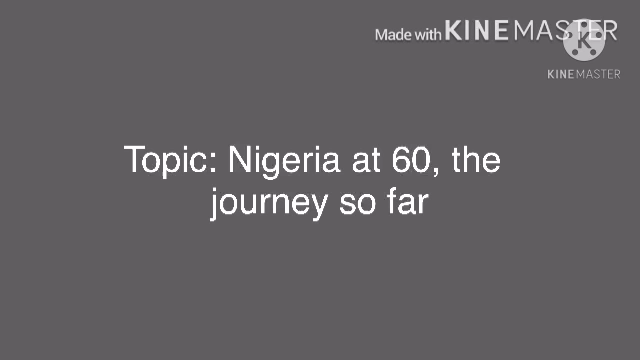 Made with KINEMASTER
K
KINEMASTER
Topic: Nigeria at 60, the
journey so far